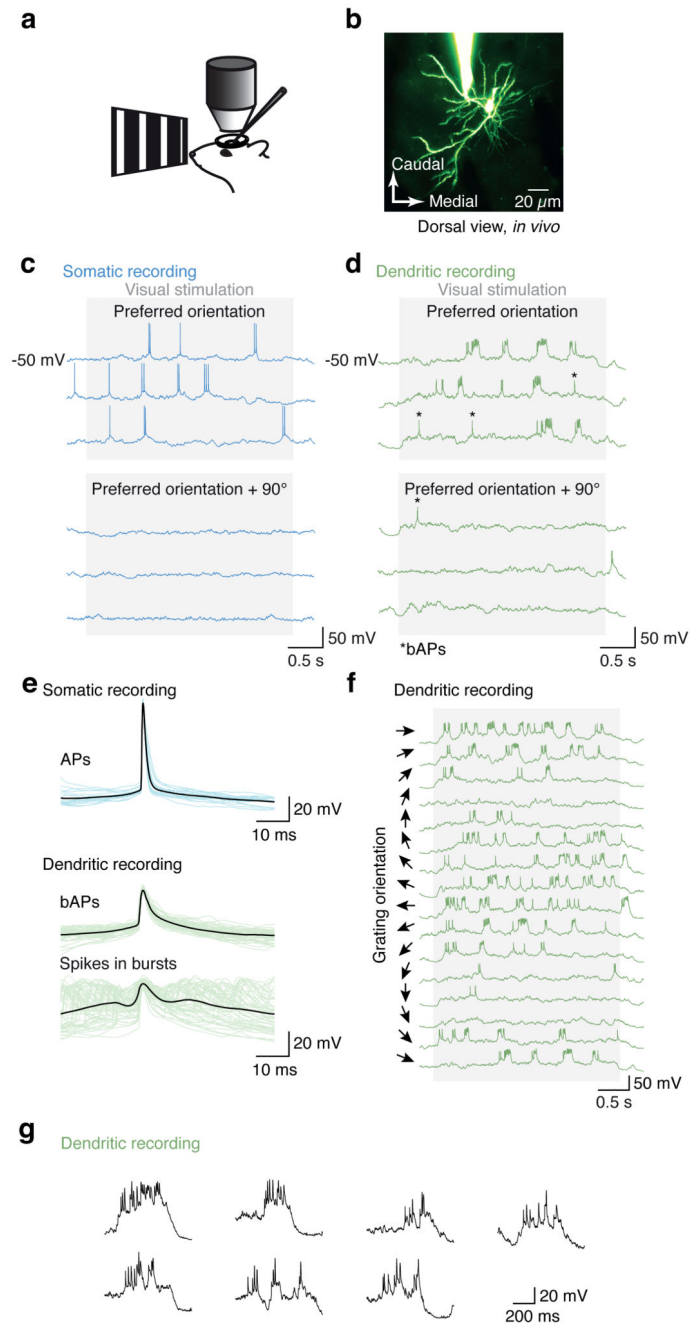 a
b
Caudal
Medial
20 µm
Dorsal view, in vivo
c
Somatic recording
Visual stimulation
Preferred orientation
-50 mV
Preferred orientation + 90°
50 mV
0.5 s
d
Dendritic recording
Visual stimulation
Preferred orientation
-50 mV
*
*
*
Preferred orientation + 90°
*
50 mV
*bAPs
0.5 s
e
Somatic recording
APs
20 mV
10 ms
Dendritic recording
bAPs
Spikes in bursts
20 mV
10 ms
f
Dendritic recording
Grating orientation
50 mV
0.5 s
g
Dendritic recording
20 mV
200 ms